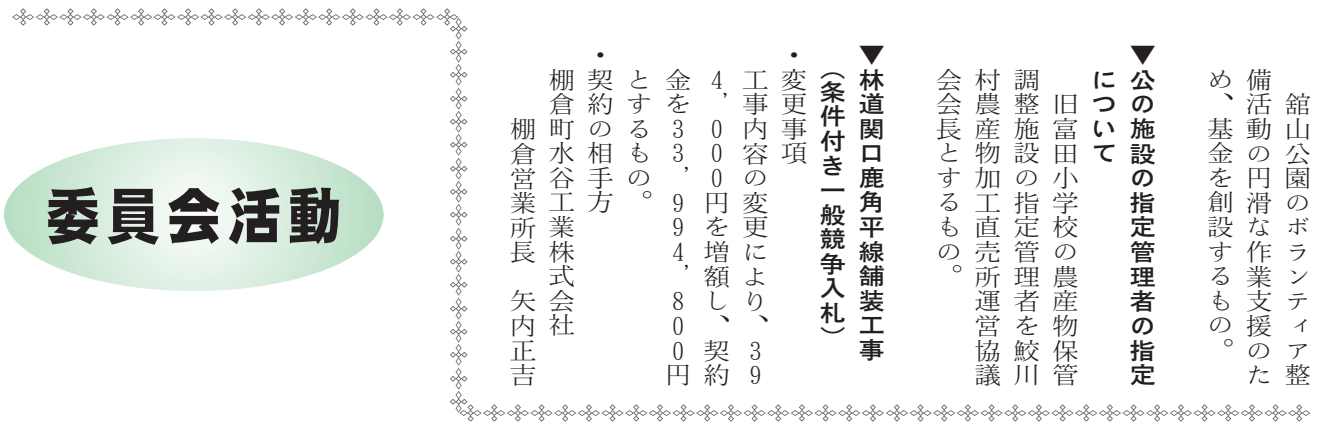 舘山公園のボランティア整
備活動の円滑な作業支援のた
め、基金を創設するもの。
▼公の施設の指定管理者の指定
について
旧富田小学校の農産物保管
調整施設の指定管理者を鮫川
村農産物加工直売所運営協議
会会長とするもの。
▼林道関口鹿角平線舗装工事
（条件付き一般競争入札）
・変更事項
工事内容の変更により、39
4,000円を増額し、契約
金を33,994,800円
とするもの。
・契約の相手方
棚倉町水谷工業株式会社
棚倉営業所長　矢内正吉
委員会活動